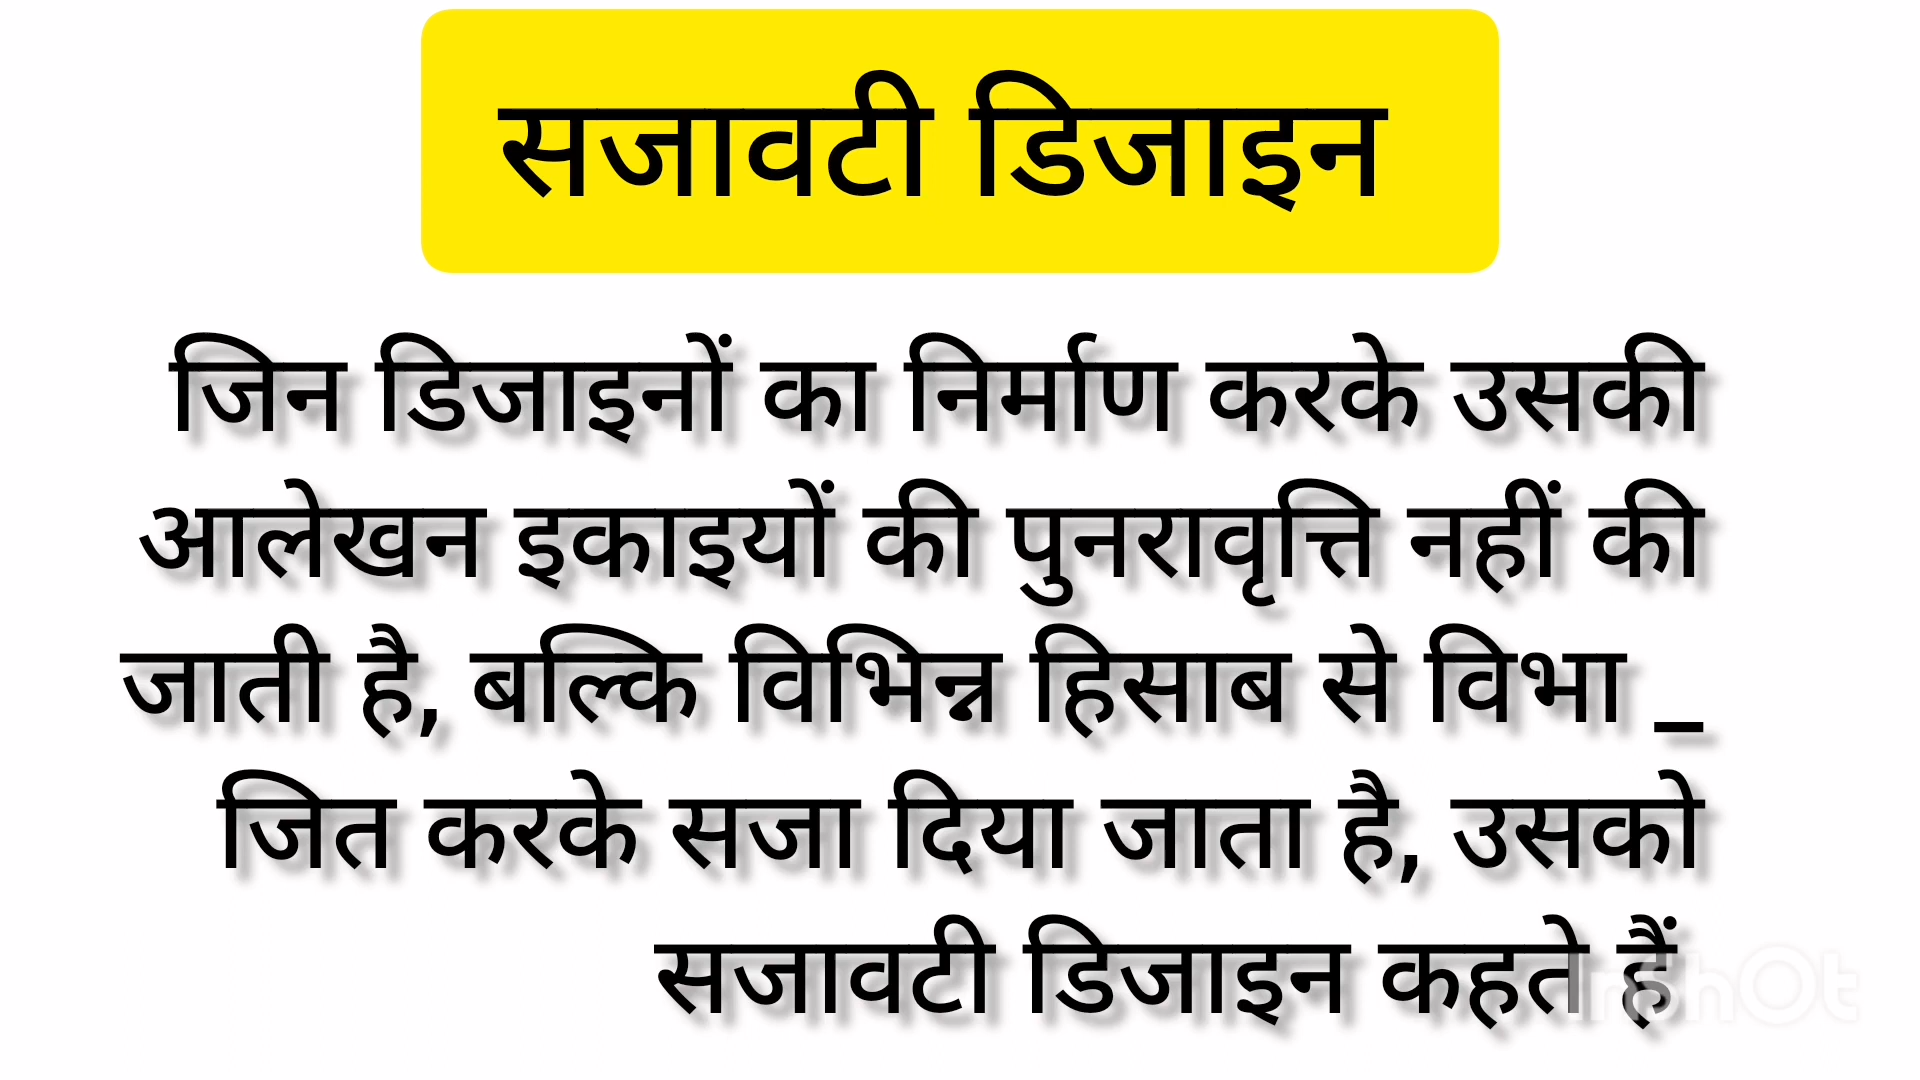 सजावटी डिजाइन
जिन डिजाइनों का निर्माण करके उसकी
आलेखन इकाइयों की पुनरावृत्ति नहीं की
जाती है, बल्कि विभिन्न हिसाब से विभा _
जित करके सजा दिया जाता है, उसको
सजावटी डिजाइन कहते हैं
InShOt